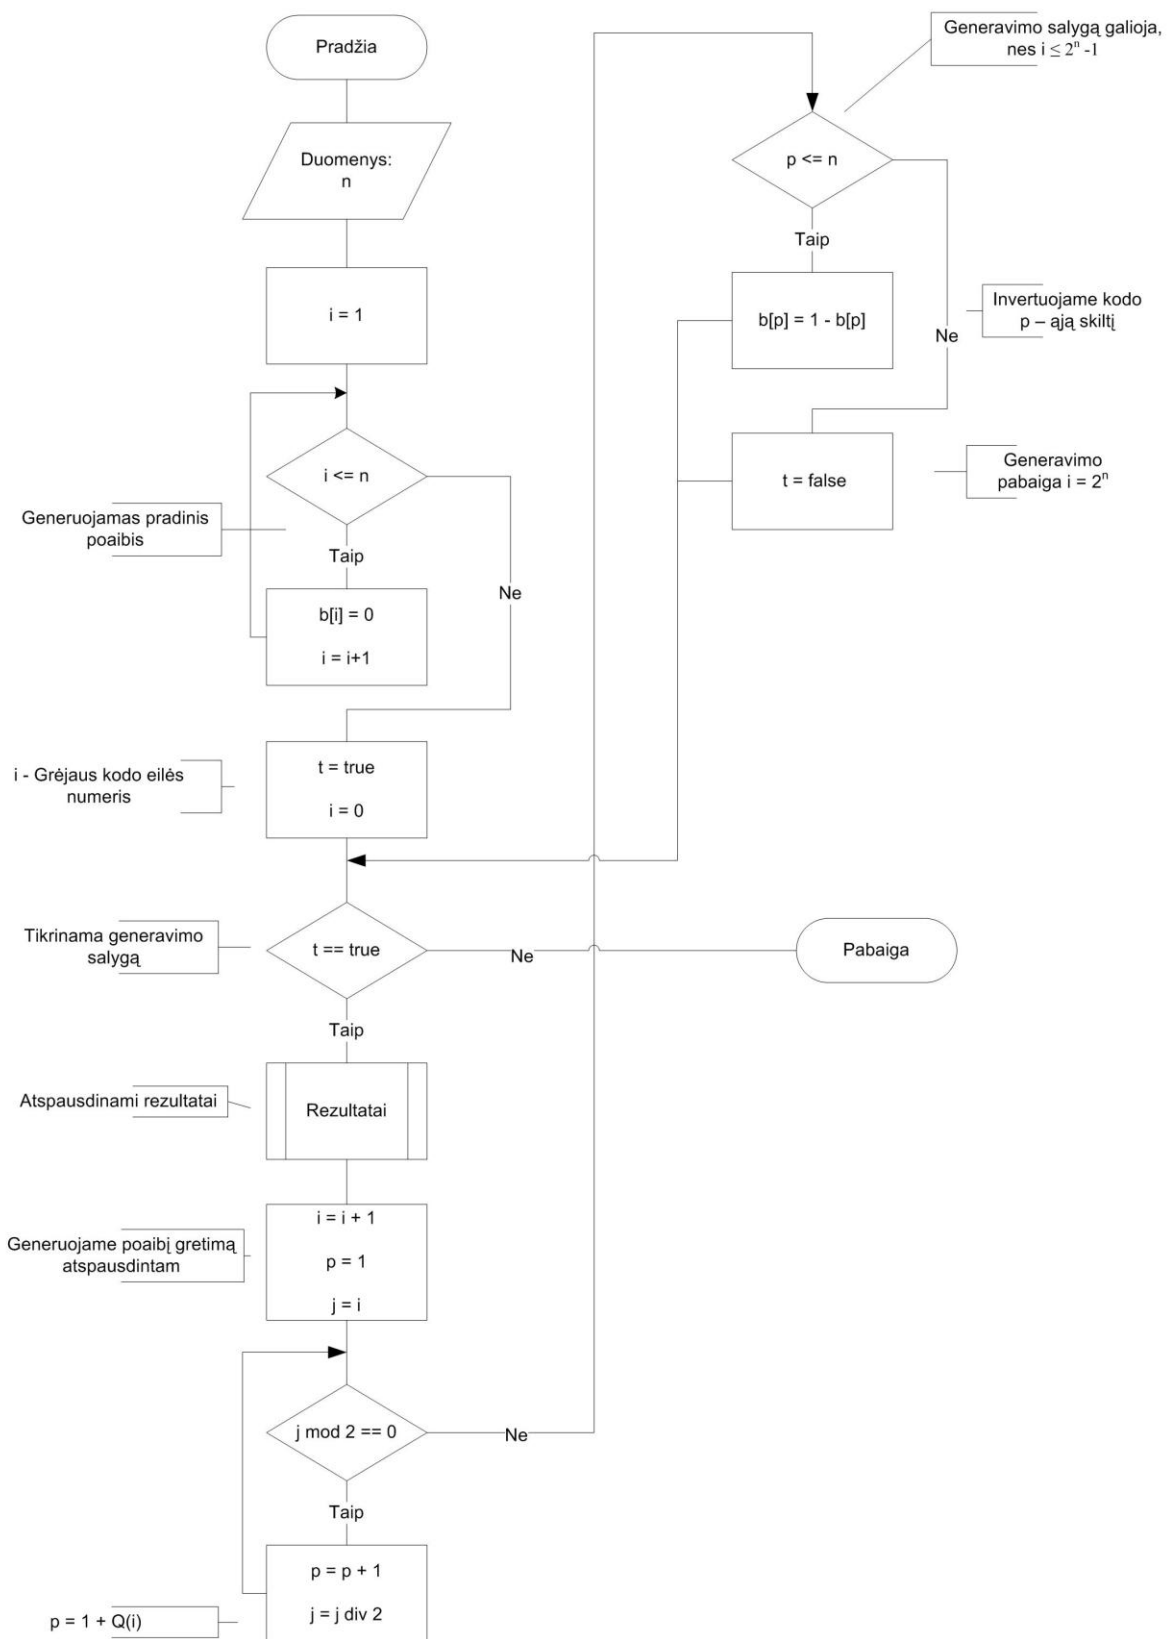 Pradžia
Duomenys:
n
i = 1
i <= n
Generuojamas pradinis
poaibis
Taip
Ne
b[i] = 0
i = i+1
i - Grėjaus kodo eilės
numeris
t = true
i = 0
Tikrinama generavimo
salygą
t == true
Ne
Pabaiga
Taip
Atspausdinami rezultatai
Rezultatai
Generuojame poaibį gretimą
atspausdintam
i = i + 1
p = 1
j = i
j mod 2 == 0
Ne
Taip
p = p + 1
j = j div 2
p = 1 + Q(i)
Generavimo salygą galioja,
nes i ≤ 2ⁿ -1
p <= n
Taip
Ne
b[p] = 1 - b[p]
Invertuojame kodo
p – ąją skiltį
t = false
Generavimo
pabaiga i = 2ⁿ